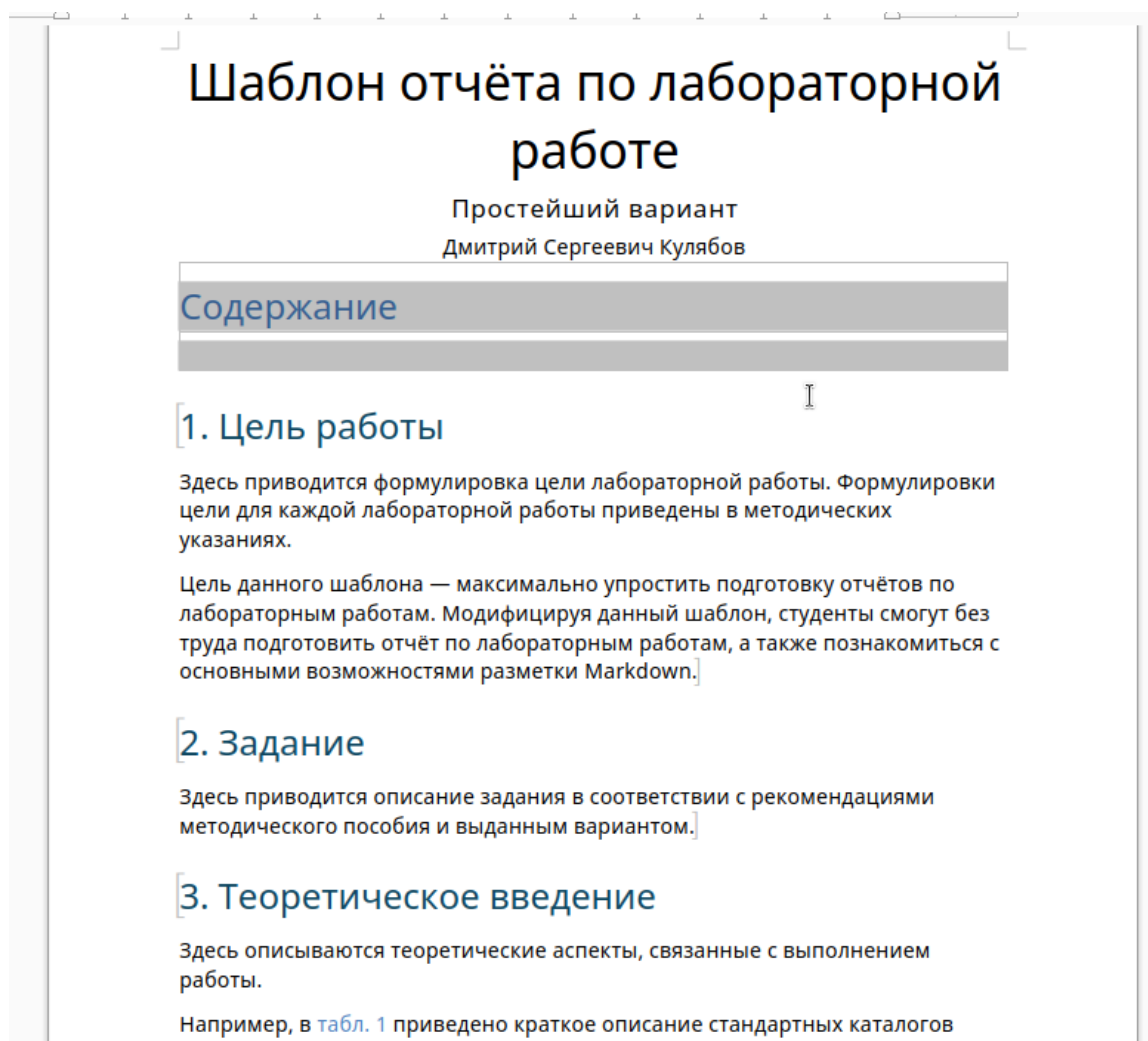 Шаблон отчёта по лабораторной
работе
Простейший вариант
Дмитрий Сергеевич Кулябов
Содержание
1. Цель работы
Здесь приводится формулировка цели лабораторной работы. Формулировки
цели для каждой лабораторной работы приведены в методических
указаниях.
Цель данного шаблона — максимально упростить подготовку отчётов по
лабораторным работам. Модифицируя данный шаблон, студенты смогут без
труда подготовить отчёт по лабораторным работам, а также познакомиться с
основными возможностями разметки Markdown.
2. Задание
Здесь приводится описание задания в соответствии с рекомендациями
методического пособия и выданным вариантом.
3. Теоретическое введение
Здесь описываются теоретические аспекты, связанные с выполнением
работы.
Например, в табл. 1 приведено краткое описание стандартных каталогов